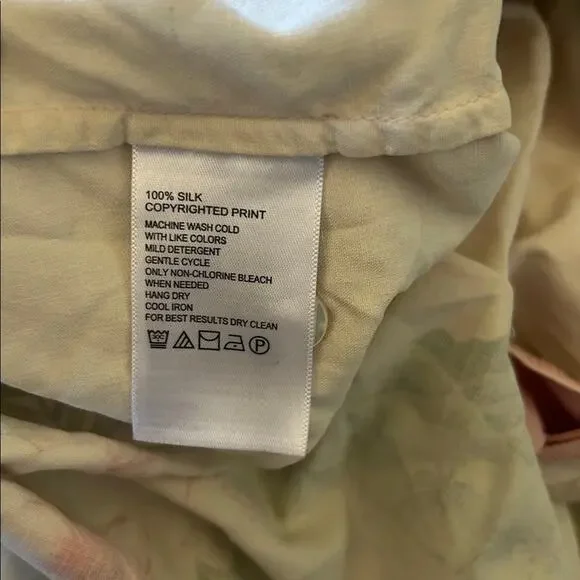 100% SILK
COPYRIGHTED PRINT
MACHINE WASH COLD
WITH LIKE COLORS
MILD DETERGENT
GENTLE CYCLE
ONLY NON-CHLORINE BLEACH
WHEN NEEDED
HANG DRY
COOL IRON
FOR BEST RESULTS DRY CLEAN
P